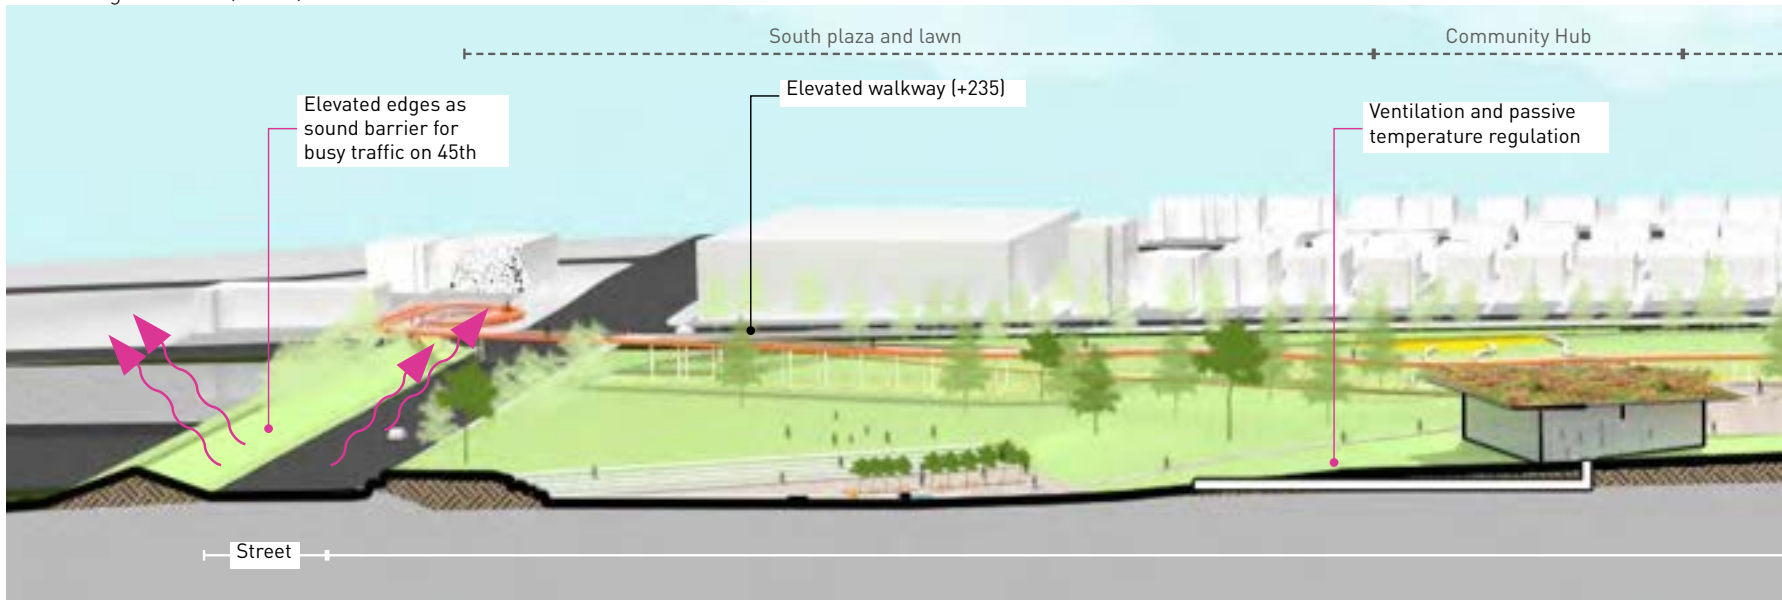 South plaza and lawn
Community Hub
Elevated walkway (+235)
Elevated edges as
sound barrier for
busy traffic on 45th
Ventilation and passive
temperature regulation
Street